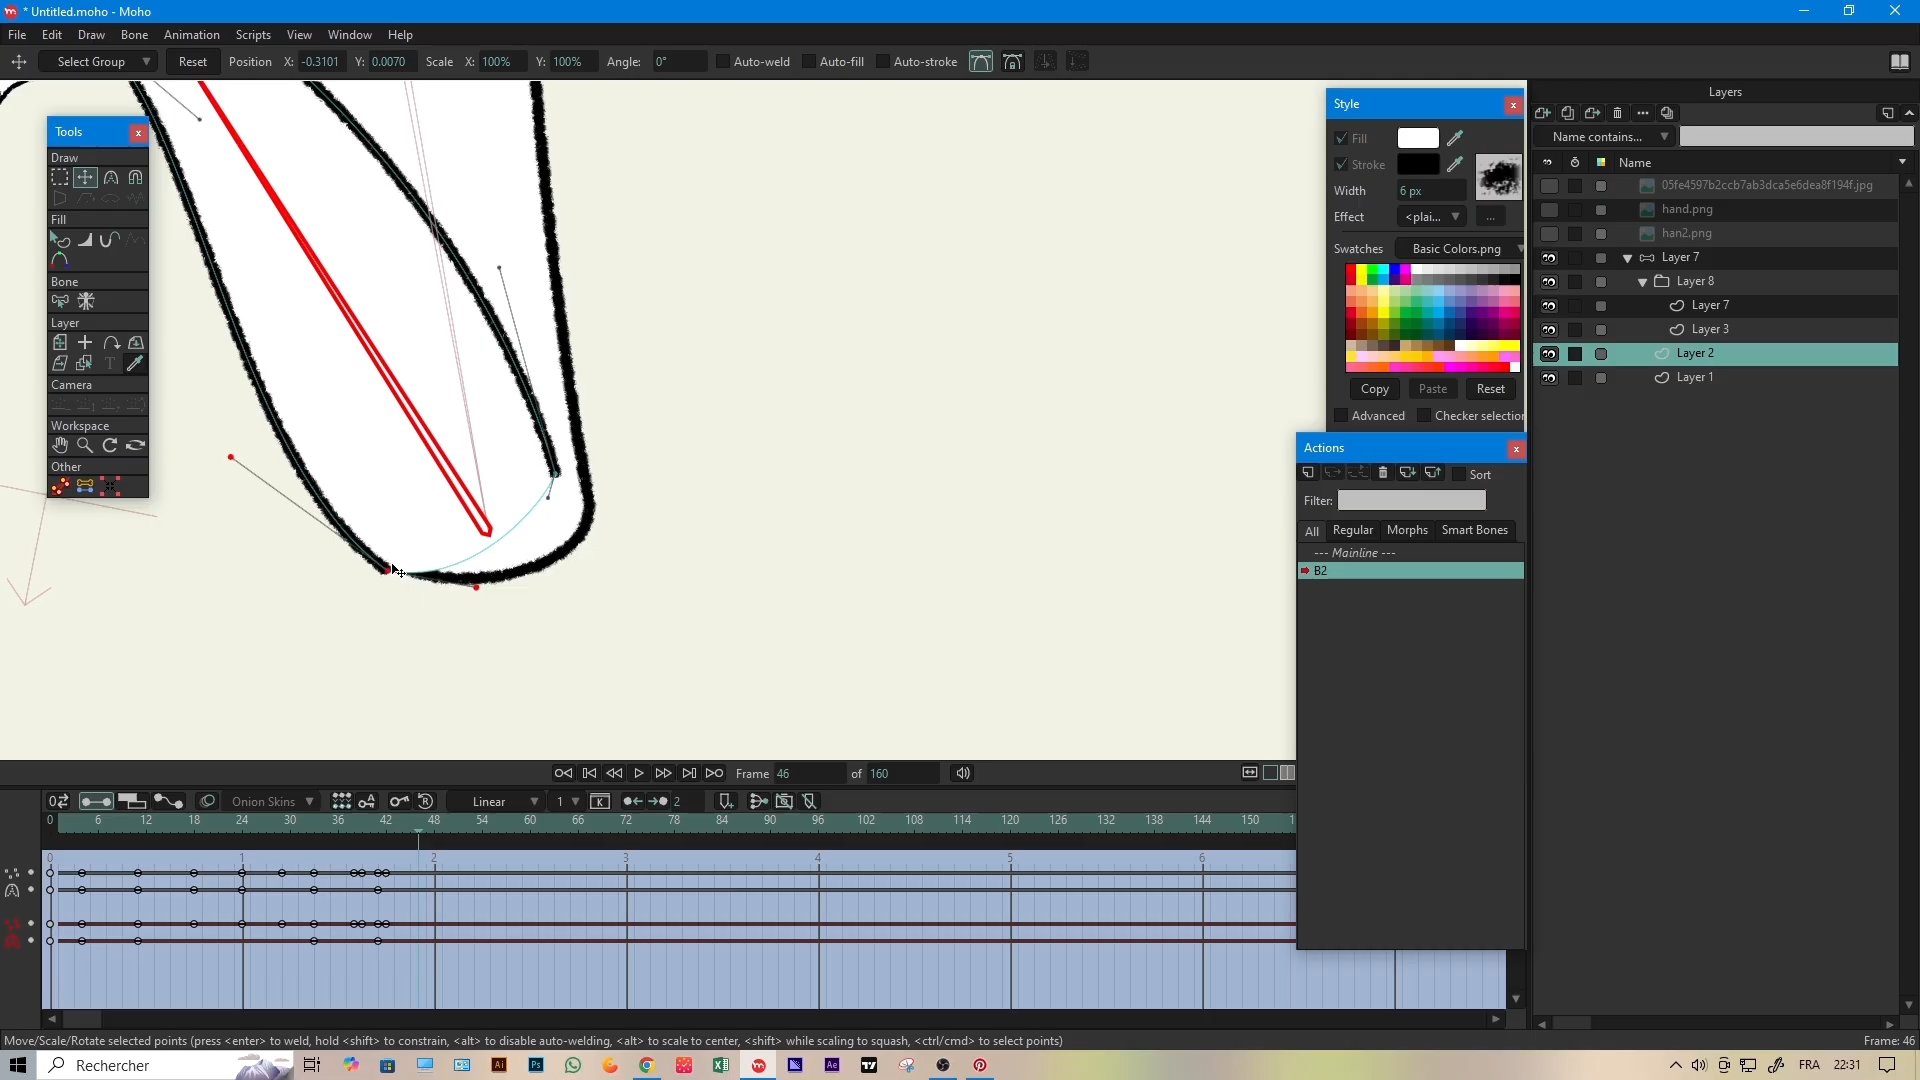 * Untitled.moho - Moho
File Edit Draw Bone Animation Scripts View Window Help
Select Group Reset Position X: -0.3101 Y: 0.0070 Scale X: 100% Y: 100% Angle: 0° Auto-weld Auto-fill Auto-stroke
Tools
Draw
Fill
Bone
Layer
Camera
Workspace
Other
Style
Fill
Stroke
Width 6 px
Effect <plai... ...
Swatches Basic Colors.png
Copy Paste Reset
Advanced Checker selection
Actions
Sort
Filter:
All Regular Morphs Smart Bones
--- Mainline ---
B2
Layers
Name contains...
Name
05fe4597b2ccb7ab3dca5e6dea8f194f.jpg
hand.png
han2.png
Layer 7
Layer 8
Layer 7
Layer 3
Layer 2
Layer 1
Frame 46 of 160
Onion Skins Linear 1 K 2
0 6 12 18 24 30 36 42 48 54 60 66 72 78 84 90 96 102 108 114 120 126 132 138 144 150
0 1 2 3 4 5 6
Move/Scale/Rotate selected points (press <enter> to weld, hold <shift> to constrain, <alt> to disable auto-welding, <alt> to scale to center, <shift> while scaling to squash, <ctrl/cmd> to select points)
Frame: 46
Rechercher
FRA 22:31